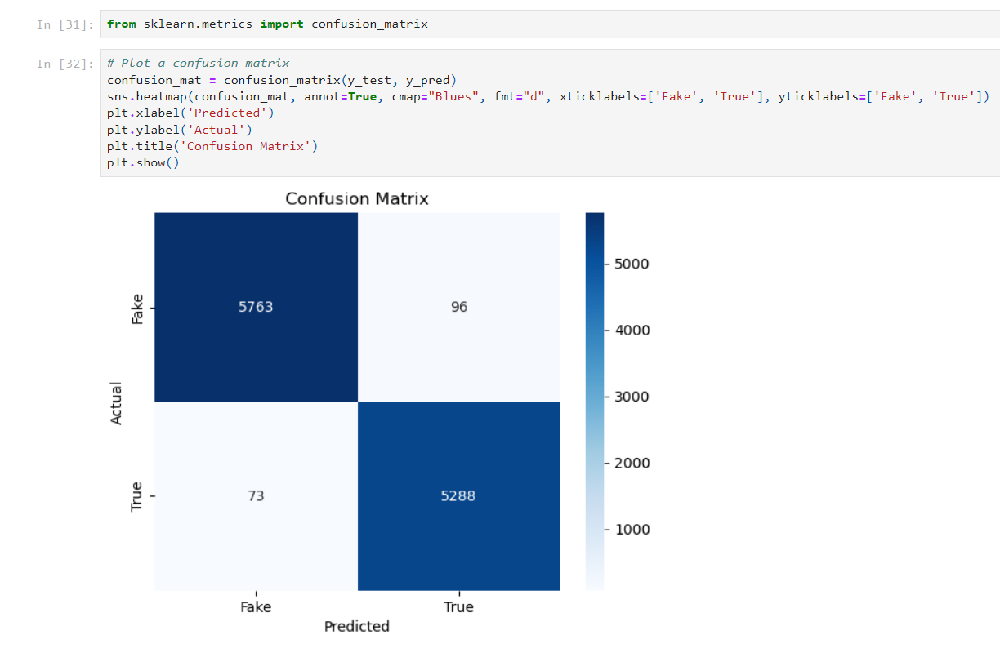 In [31]: from sklearn.metrics import confusion_matrix
In [32]: # Plot a confusion matrix
confusion_mat = confusion_matrix(y_test, y_pred)
sns.heatmap(confusion_mat, annot=True, cmap="Blues", fmt="d", xticklabels=['Fake', 'True'], yticklabels=['Fake', 'True'])
plt.xlabel('Predicted')
plt.ylabel('Actual')
plt.title('Confusion Matrix')
plt.show()
Confusion Matrix
5000
Fake
5763 96
4000
Actual
3000
True
73 5288
2000
1000
Fake True
Predicted